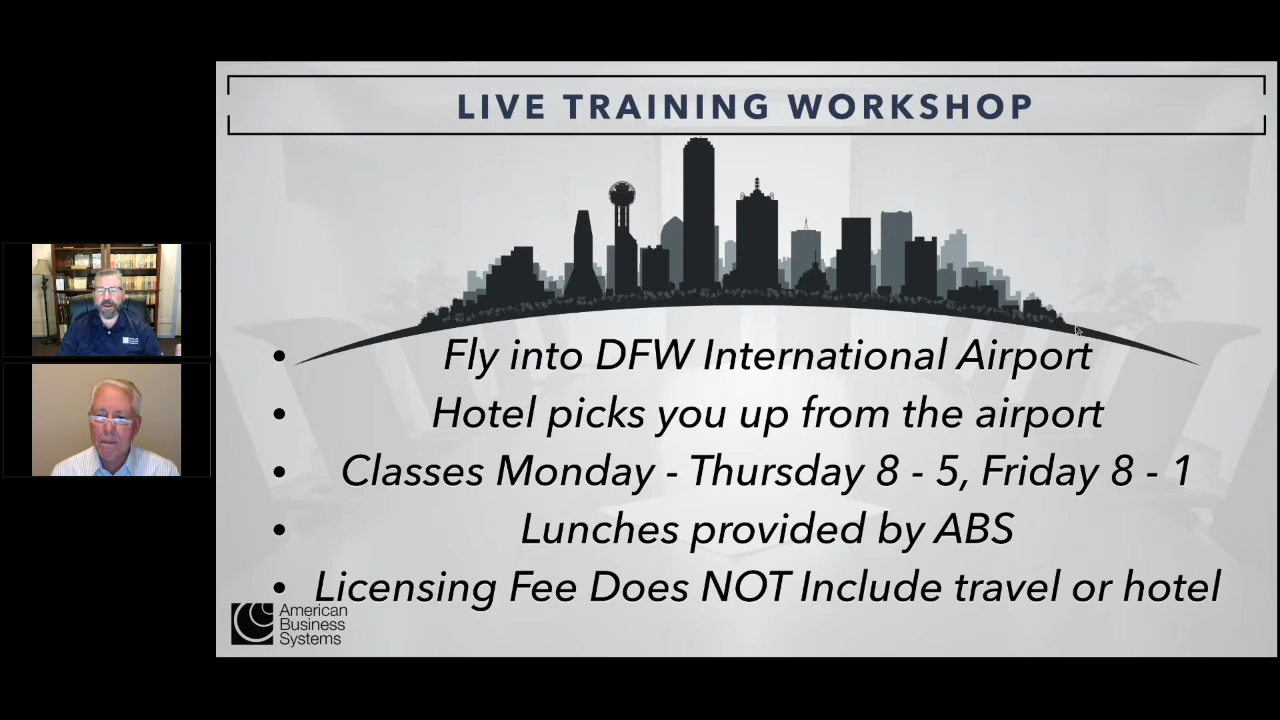 LIVE TRAINING WORKSHOP
• Fly into DFW International Airport
• Hotel picks you up from the airport
• Classes Monday - Thursday 8 - 5, Friday 8 - 1
• Lunches provided by ABS
• Licensing Fee Does NOT Include travel or hotel
American
Business
Systems